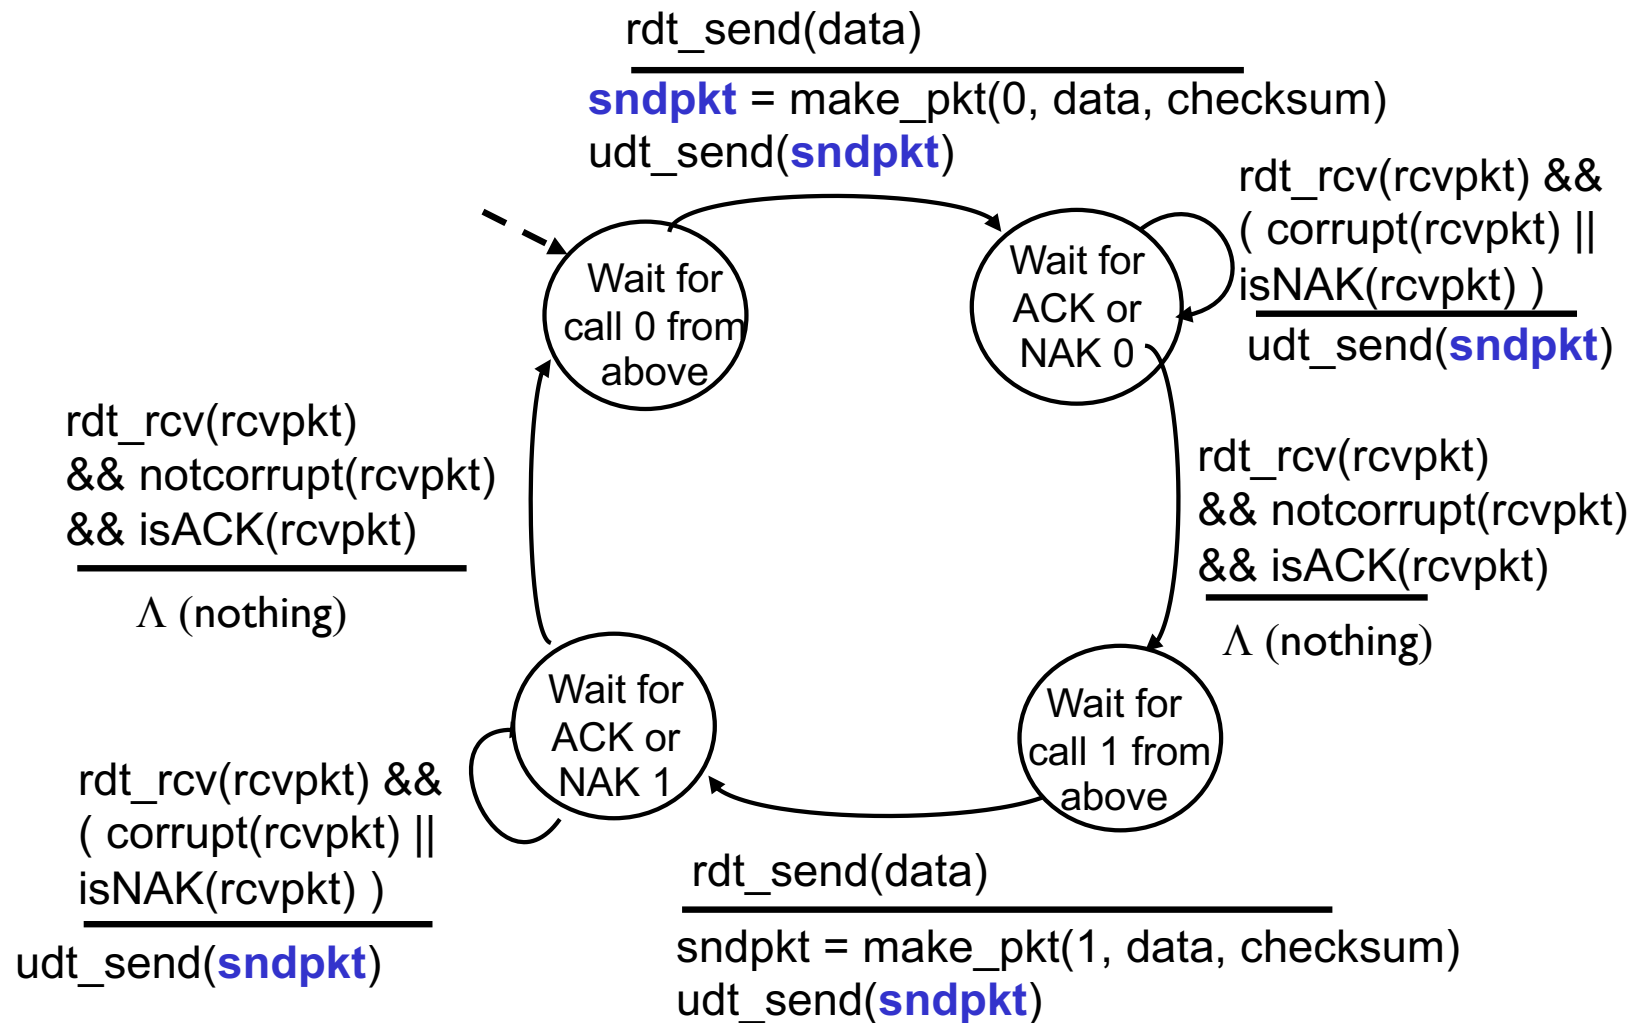 rdt_send(data)
sndpkt = make_pkt(0, data, checksum)
udt_send(sndpkt)
rdt_rcv(rcvpkt) &&
( corrupt(rcvpkt) ||
isNAK(rcvpkt) )
udt_send(sndpkt)
Wait for
call 0 from
above
Wait for
ACK or
NAK 0
rdt_rcv(rcvpkt)
&& notcorrupt(rcvpkt)
&& isACK(rcvpkt)
Λ (nothing)
rdt_rcv(rcvpkt)
&& notcorrupt(rcvpkt)
&& isACK(rcvpkt)
Λ (nothing)
Wait for
ACK or
NAK 1
Wait for
call 1 from
above
rdt_rcv(rcvpkt) &&
( corrupt(rcvpkt) ||
isNAK(rcvpkt) )
udt_send(sndpkt)
rdt_send(data)
sndpkt = make_pkt(1, data, checksum)
udt_send(sndpkt)